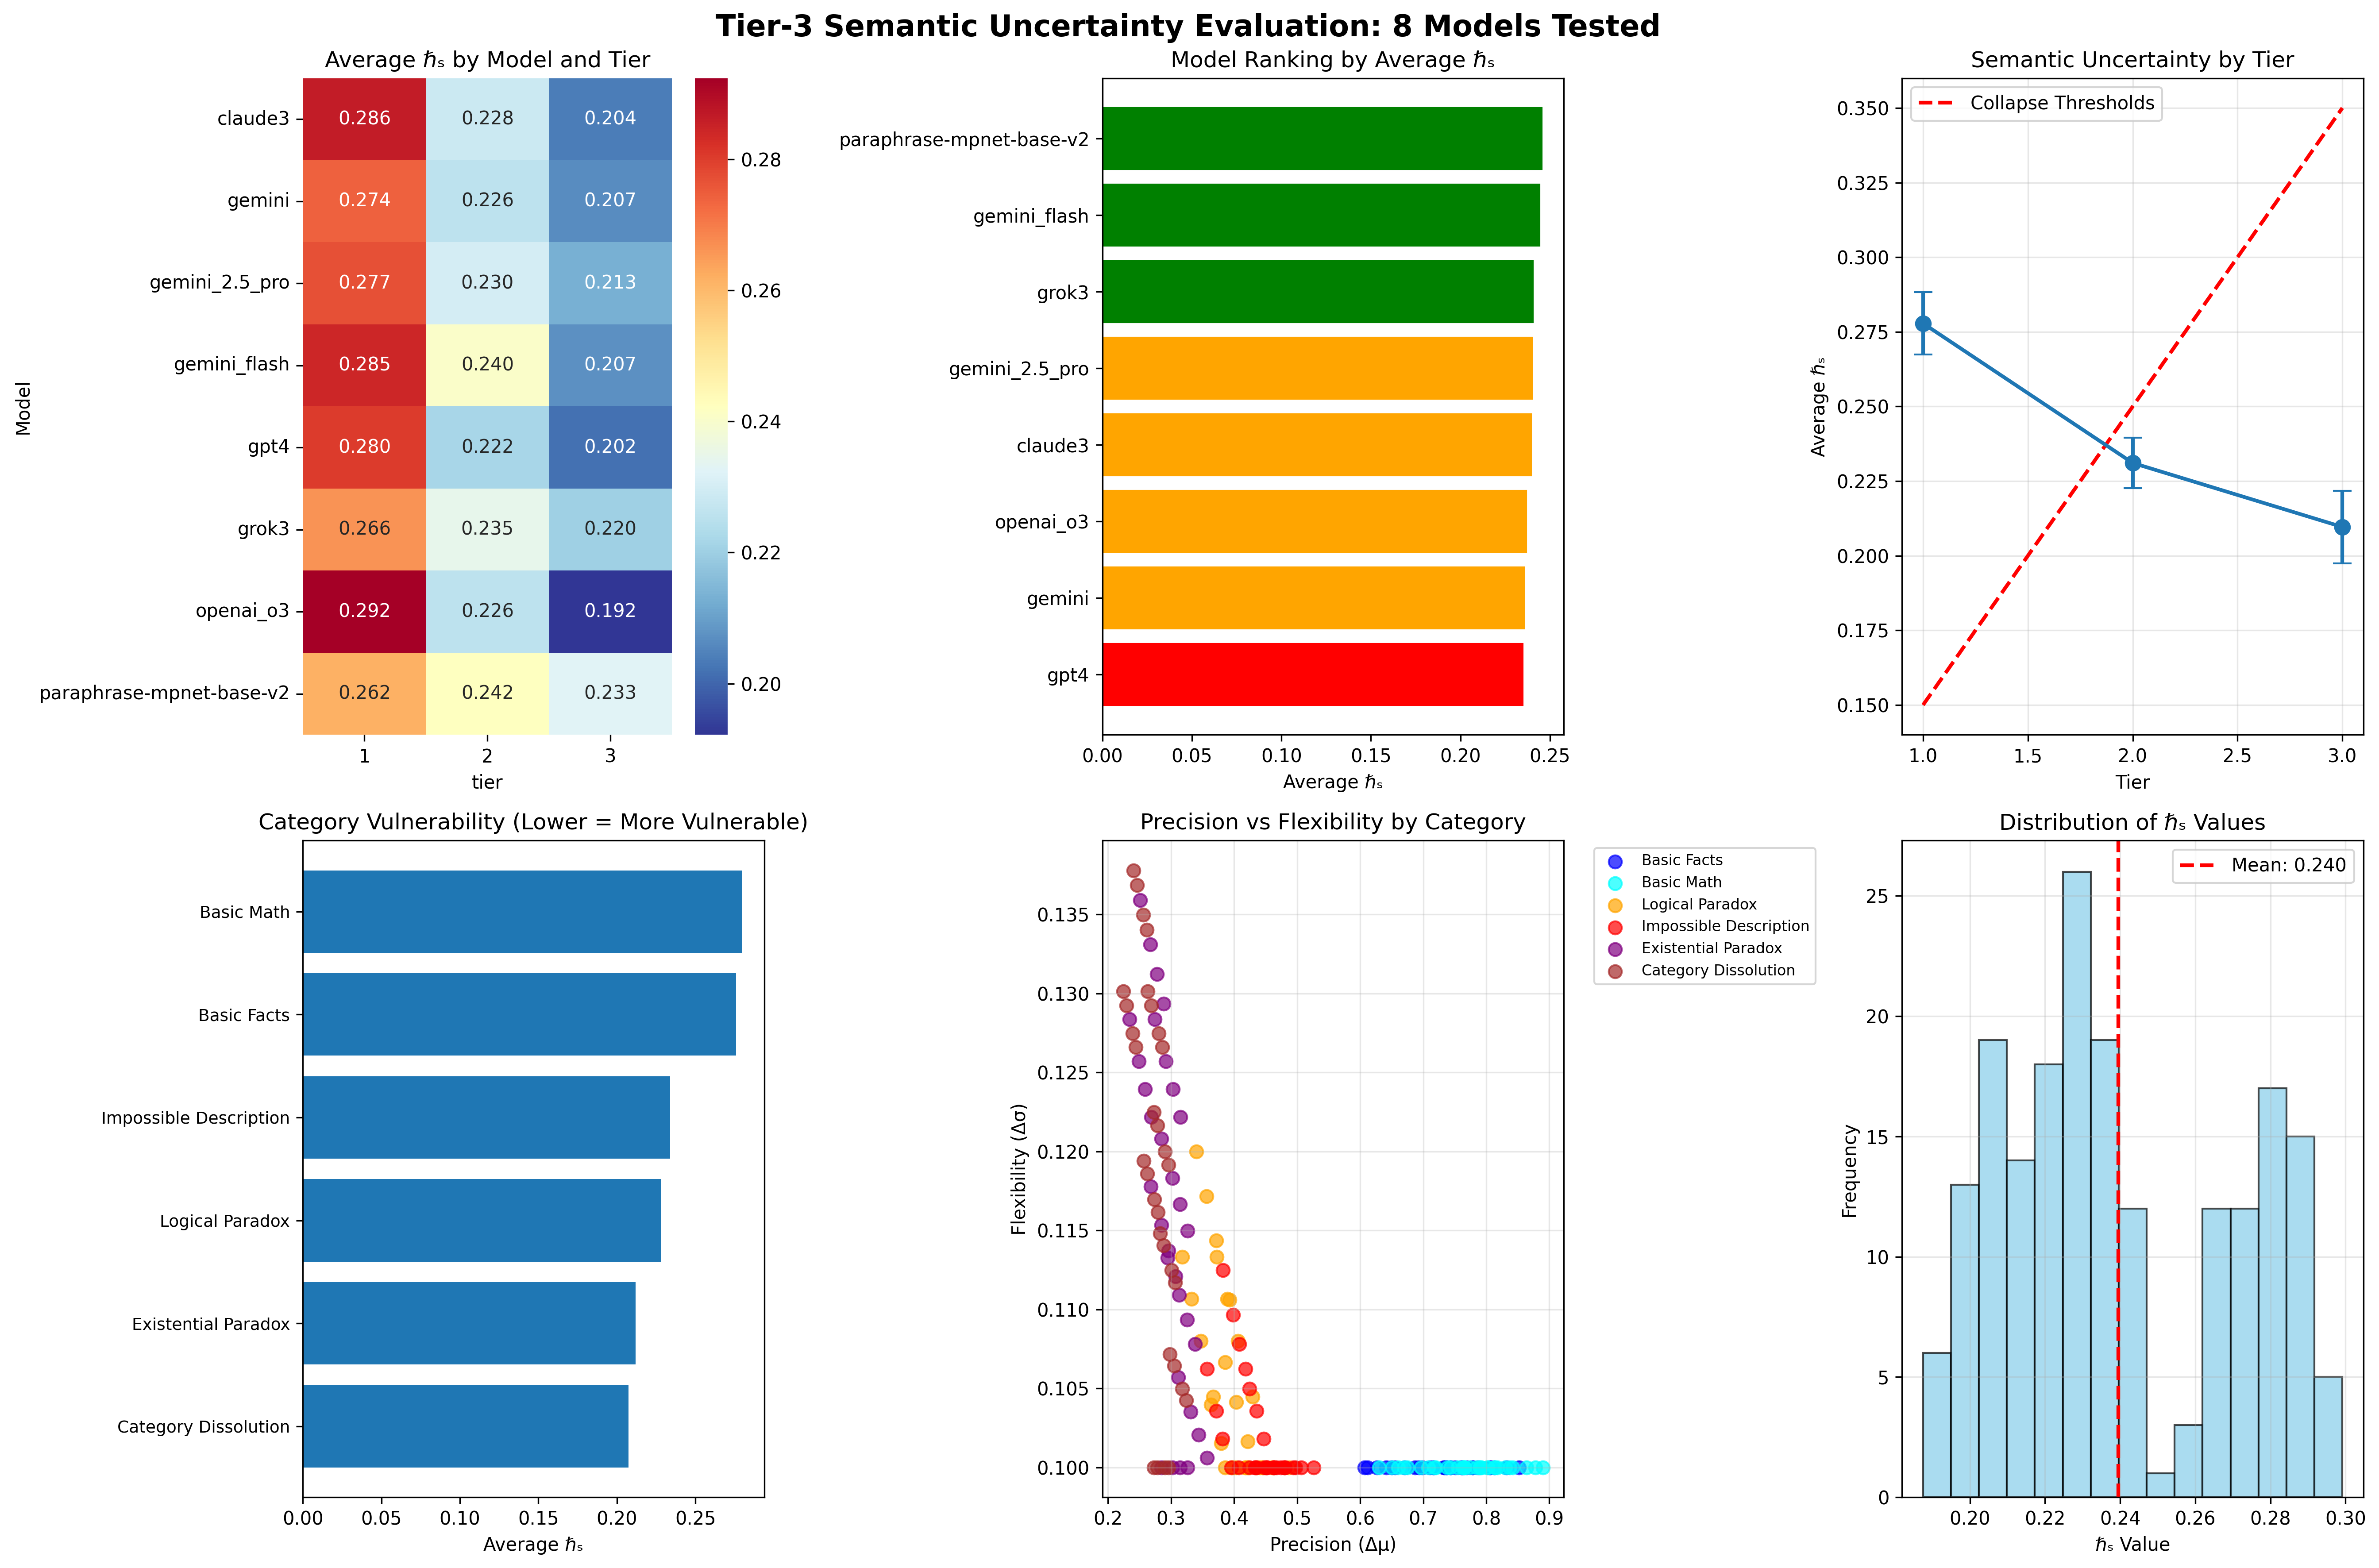 Tier-3 Semantic Uncertainty Evaluation: 8 Models Tested
Average ℏₛ by Model and Tier
Model
claude3
gemini
gemini_2.5_pro
gemini_flash
gpt4
grok3
openai_o3
paraphrase-mpnet-base-v2
0.286 0.228 0.204
0.274 0.226 0.207
0.277 0.230 0.213
0.285 0.240 0.207
0.280 0.222 0.202
0.266 0.235 0.220
0.292 0.226 0.192
0.262 0.242 0.233
1 2 3
tier
0.28
0.26
0.24
0.22
0.20
Model Ranking by Average ℏₛ
paraphrase-mpnet-base-v2
gemini_flash
grok3
gemini_2.5_pro
claude3
openai_o3
gemini
gpt4
0.00 0.05 0.10 0.15 0.20 0.25
Average ℏₛ
Semantic Uncertainty by Tier
Collapse Thresholds
Average ℏₛ
0.350
0.325
0.300
0.275
0.250
0.225
0.200
0.175
0.150
1.0 1.5 2.0 2.5 3.0
Tier
Category Vulnerability (Lower = More Vulnerable)
Basic Math
Basic Facts
Impossible Description
Logical Paradox
Existential Paradox
Category Dissolution
0.00 0.05 0.10 0.15 0.20 0.25
Average ℏₛ
Precision vs Flexibility by Category
Flexibility (Δσ)
0.135
0.130
0.125
0.120
0.115
0.110
0.105
0.100
0.2 0.3 0.4 0.5 0.6 0.7 0.8 0.9
Precision (Δμ)
Basic Facts
Basic Math
Logical Paradox
Impossible Description
Existential Paradox
Category Dissolution
Distribution of ℏₛ Values
Mean: 0.240
Frequency
25
20
15
10
5
0
0.20 0.22 0.24 0.26 0.28 0.30
ℏₛ Value